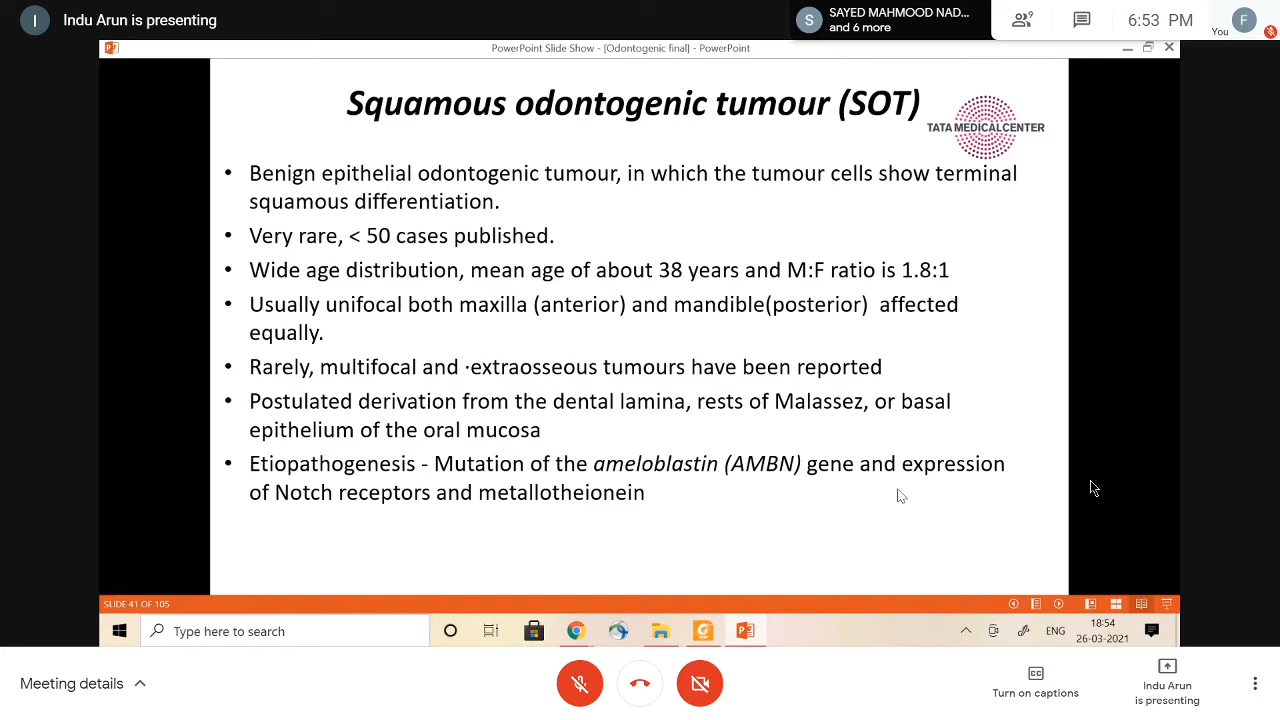 I Indu Arun is presenting
S SAYED MAHMOOD NAD...
and 6 more
9
6:53 PM
F
You
PowerPoint Slide Show - [Odontogenic final] - PowerPoint
Squamous odontogenic tumour (SOT)
TATA MEDICAL CENTER
• Benign epithelial odontogenic tumour, in which the tumour cells show terminal
squamous differentiation.
• Very rare, < 50 cases published.
• Wide age distribution, mean age of about 38 years and M:F ratio is 1.8:1
• Usually unifocal both maxilla (anterior) and mandible(posterior) affected
equally.
• Rarely, multifocal and ·extraosseous tumours have been reported
• Postulated derivation from the dental lamina, rests of Malassez, or basal
epithelium of the oral mucosa
• Etiopathogenesis - Mutation of the ameloblastin (AMBN) gene and expression
of Notch receptors and metallotheionein
SLIDE 41 OF 105
Type here to search
ENG
18:54
26-03-2021
Meeting details
CC
Turn on captions
Indu Arun
is presenting